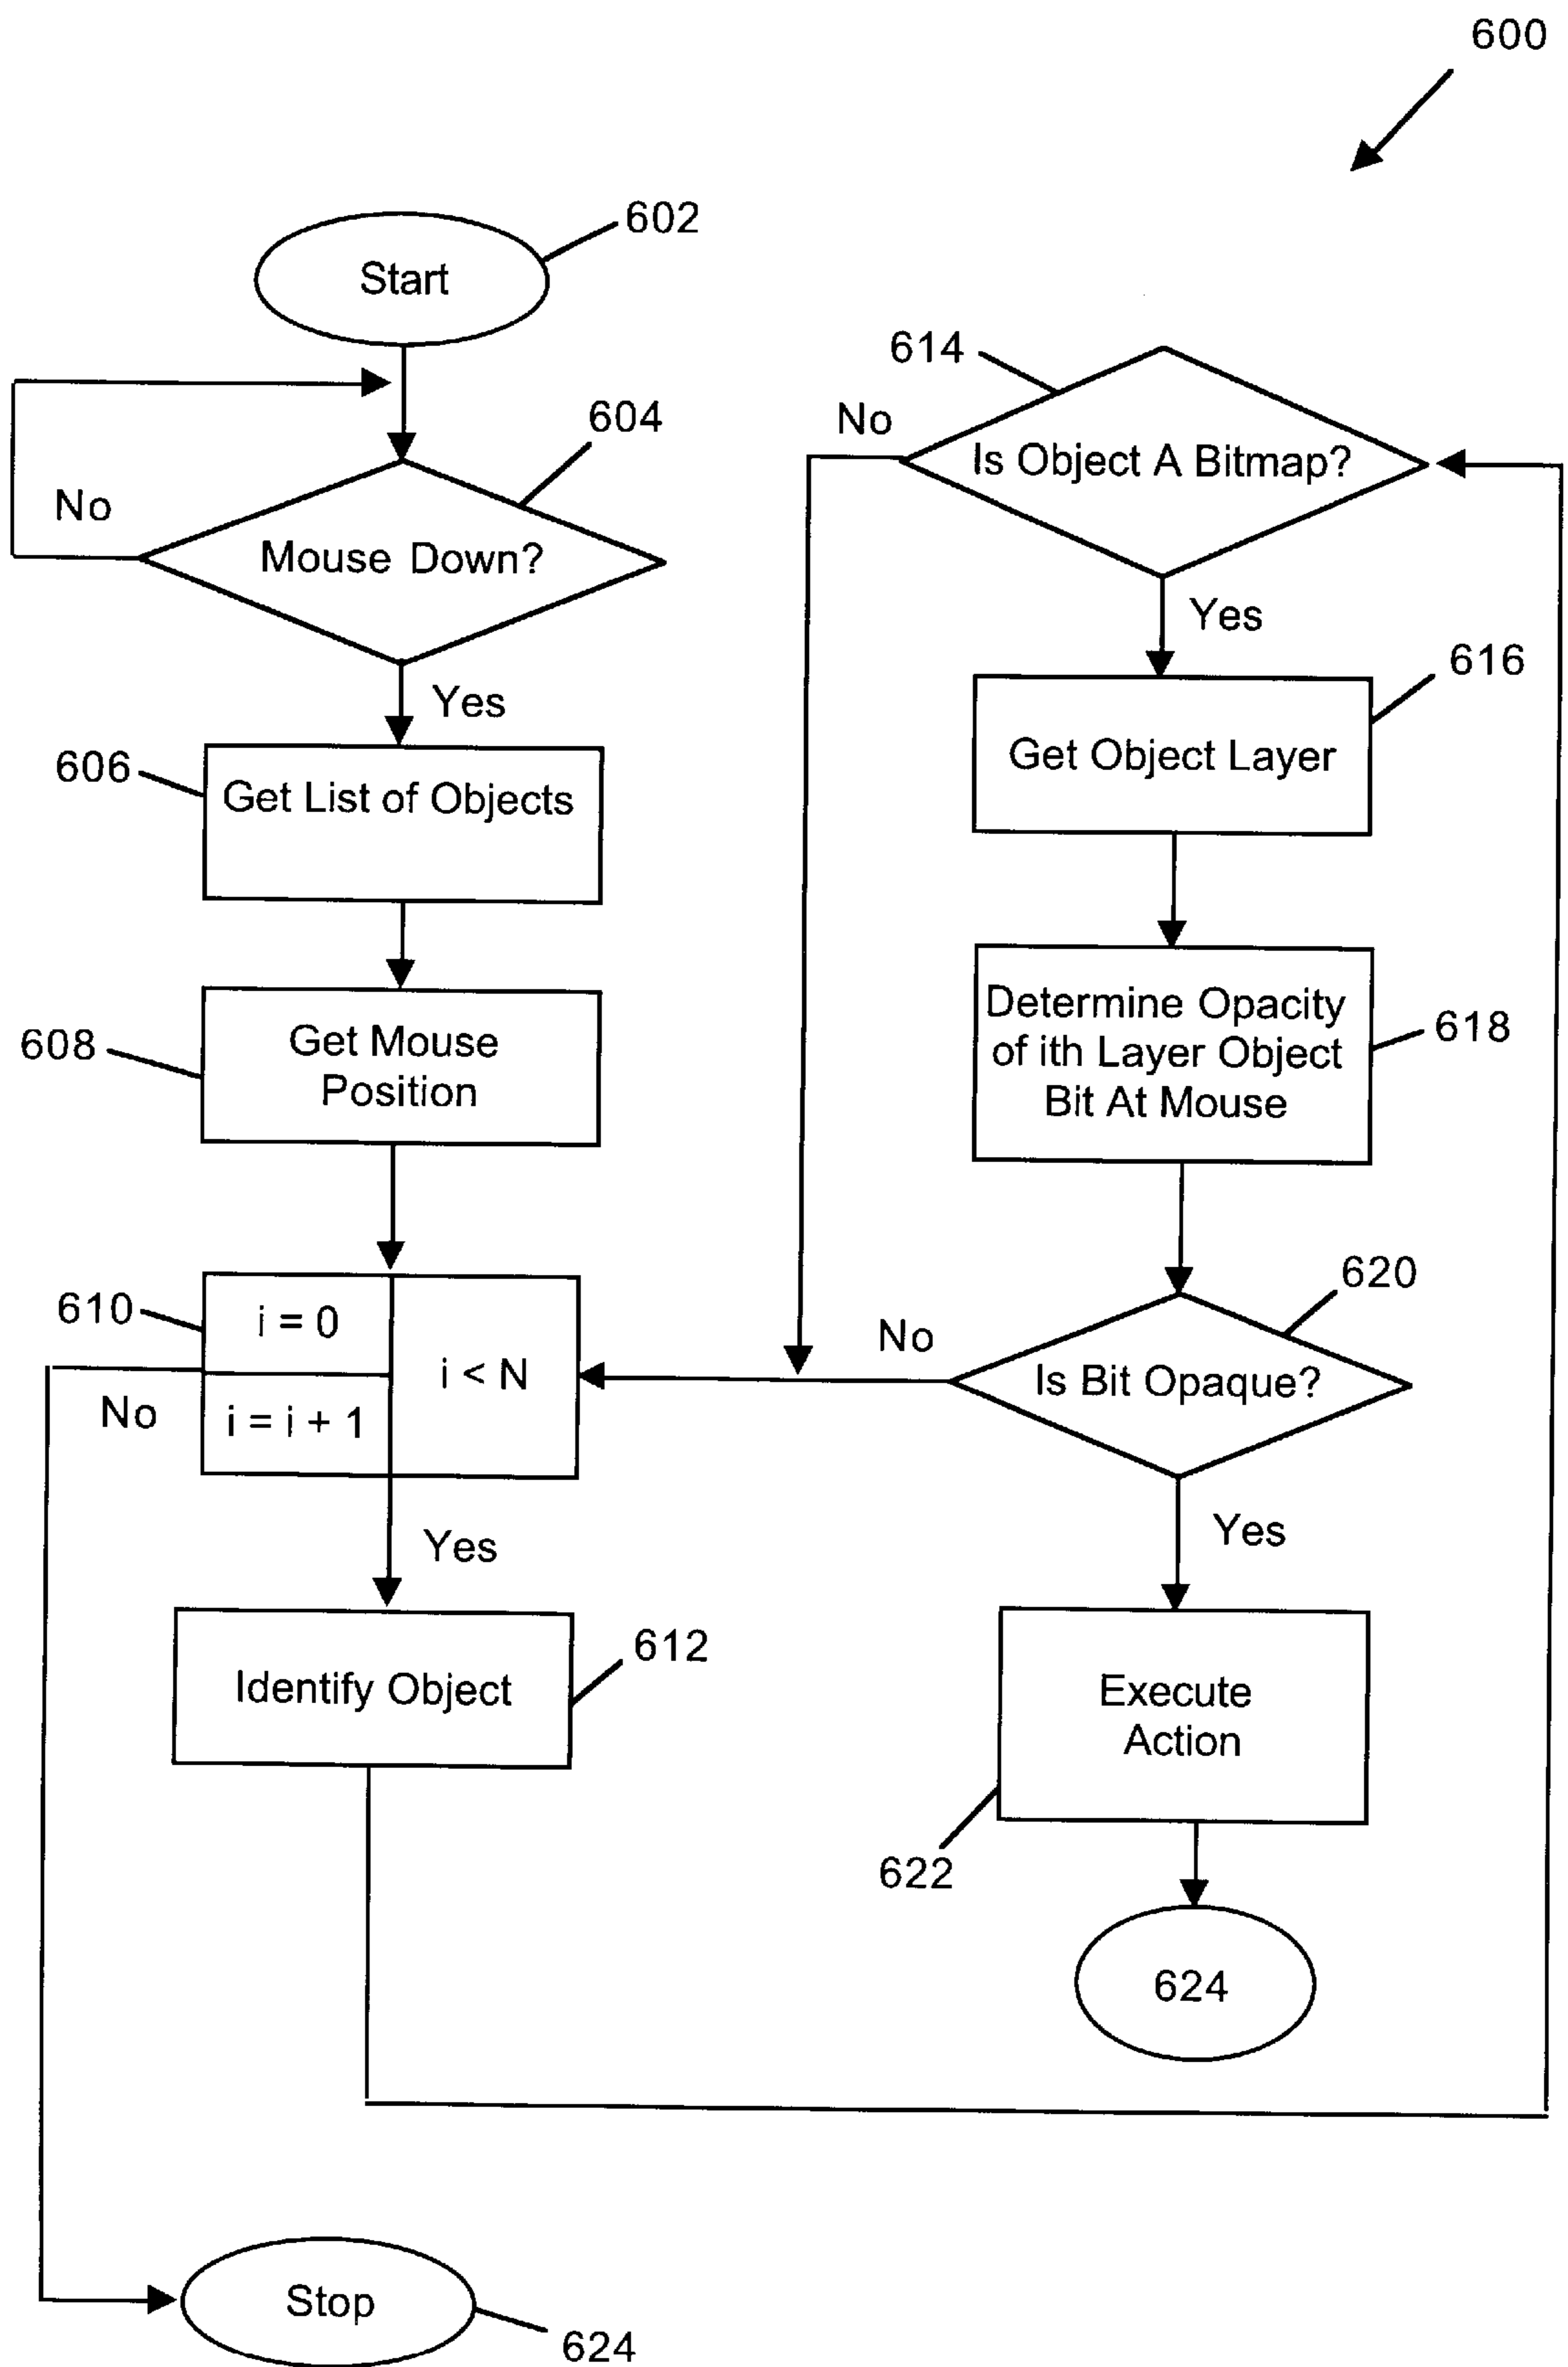 600
602
Start
604
No
Mouse Down?
Yes
606
Get List of Objects
608
Get Mouse
Position
610
i = 0
i < N
i = i + 1
No
Yes
612
Identify Object
614
No
Is Object A Bitmap?
Yes
616
Get Object Layer
618
Determine Opacity
of ith Layer Object
Bit At Mouse
620
No
Is Bit Opaque?
Yes
Execute
Action
622
624
Stop
624